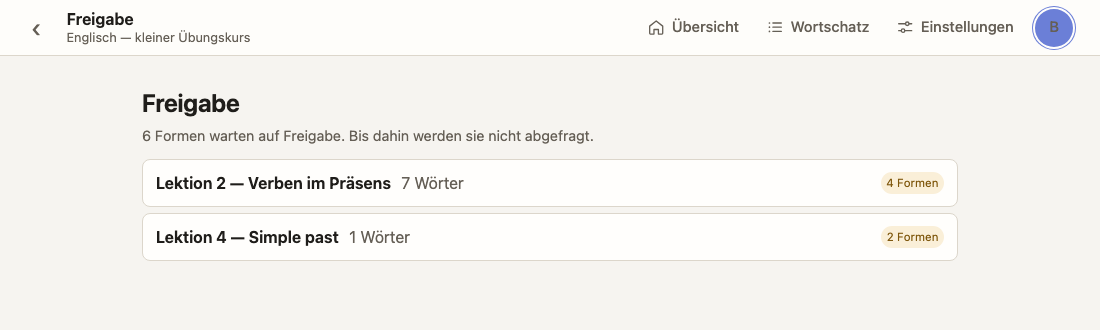 Freigabe
Englisch — kleiner Übungskurs
Übersicht
Wortschatz
Einstellungen
B
Freigabe
6 Formen warten auf Freigabe. Bis dahin werden sie nicht abgefragt.
Lektion 2 — Verben im Präsens 7 Wörter 4 Formen
Lektion 4 — Simple past 1 Wörter 2 Formen